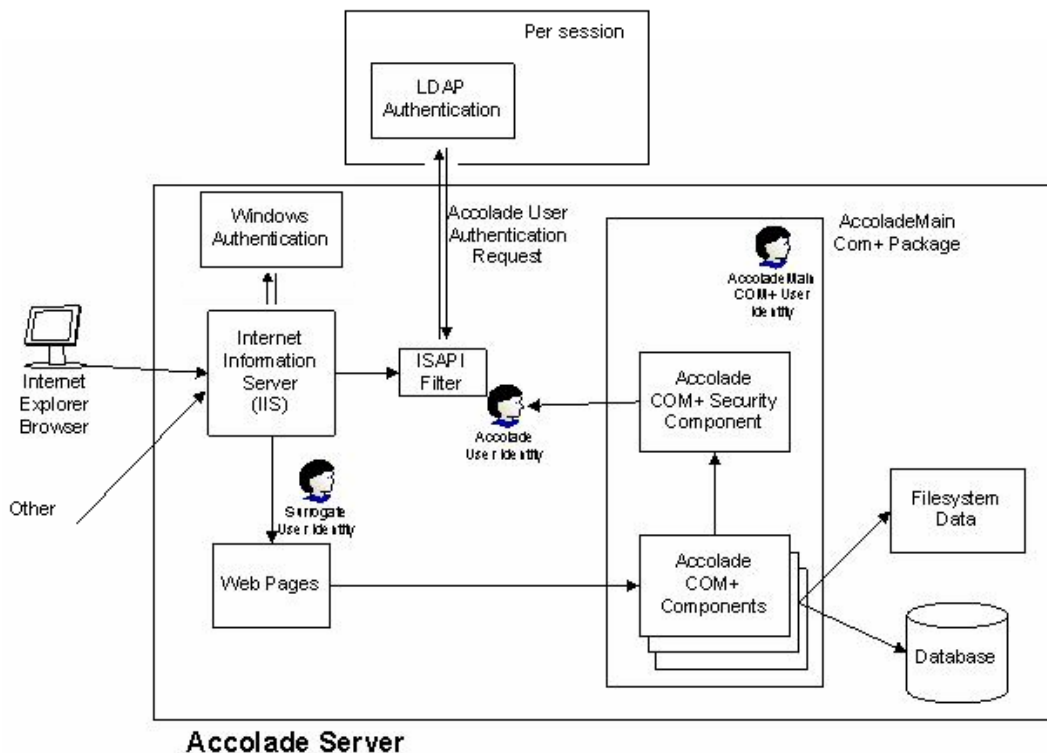 Per session
LDAP
Authentication
Windows
Authentication
Accolade User
Authentication
Request
AccoladeMain
Com+ Package
AccoladeMain
COM+ User
Identity
Internet
Explorer
Browser
Internet
Information
Server
(IIS)
ISAPI
Filter
Accolade
User Identity
Accolade
COM+ Security
Component
Other
Surrogate
User Identity
Web Pages
Accolade
COM+
Components
Filesystem
Data
Database
Accolade Server